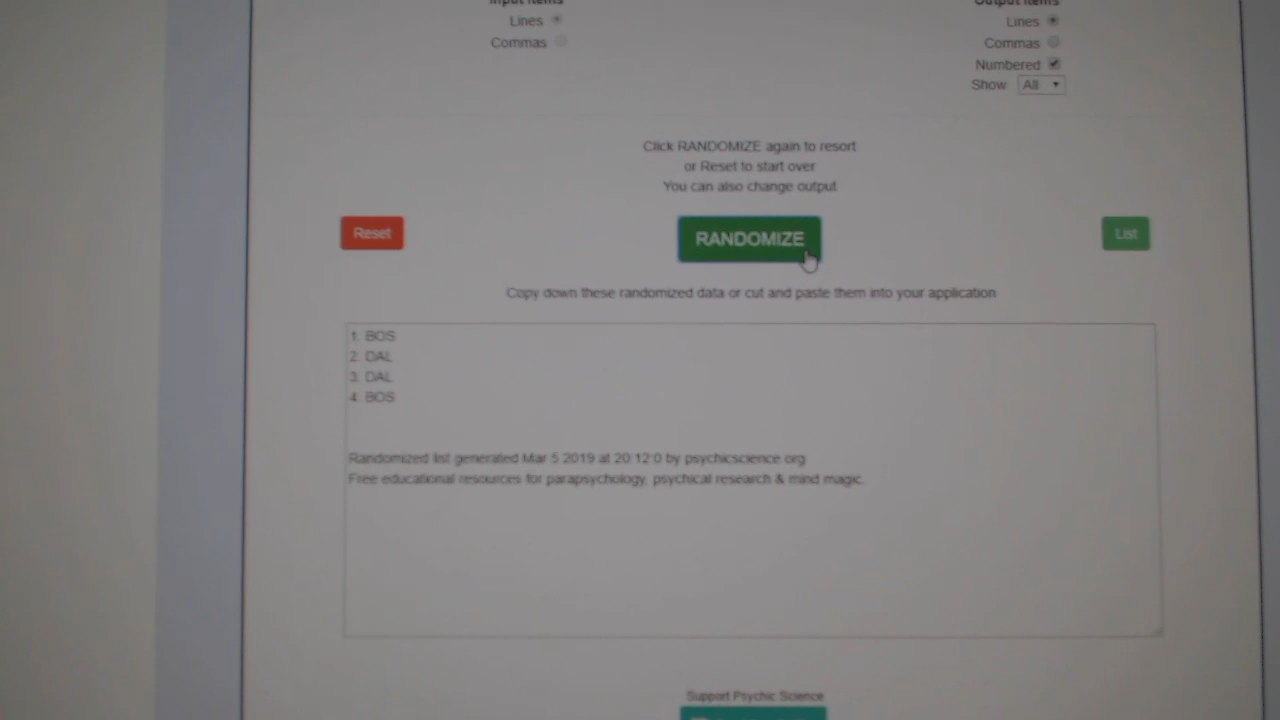 Input Items
Output Items
Lines
Lines
Commas
Commas
Numbered
Show All
Click RANDOMIZE again to resort
or Reset to start over
You can also change output
Reset
RANDOMIZE
List
Copy down these randomized data or cut and paste them into your application
1. BOS
2. DAL
3. DAL
4. BOS
Randomized list generated Mar 5 2019 at 20:12:0 by psychicscience.org
Free educational resources for parapsychology, psychical research & mind magic.
Support Psychic Science